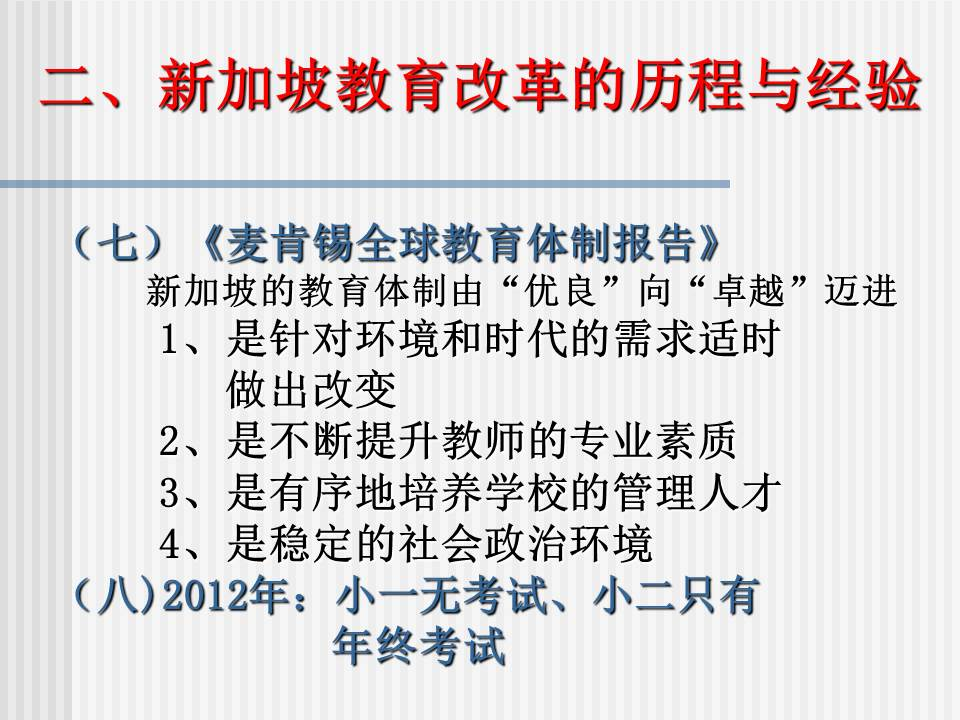 二、新加坡教育改革的历程与经验
（七）《麦肯锡全球教育体制报告》
新加坡的教育体制由“优良”向“卓越”迈进
1、是针对环境和时代的需求适时
做出改变
2、是不断提升教师的专业素质
3、是有序地培养学校的管理人才
4、是稳定的社会政治环境
（八)2012年：小一无考试、小二只有
年终考试